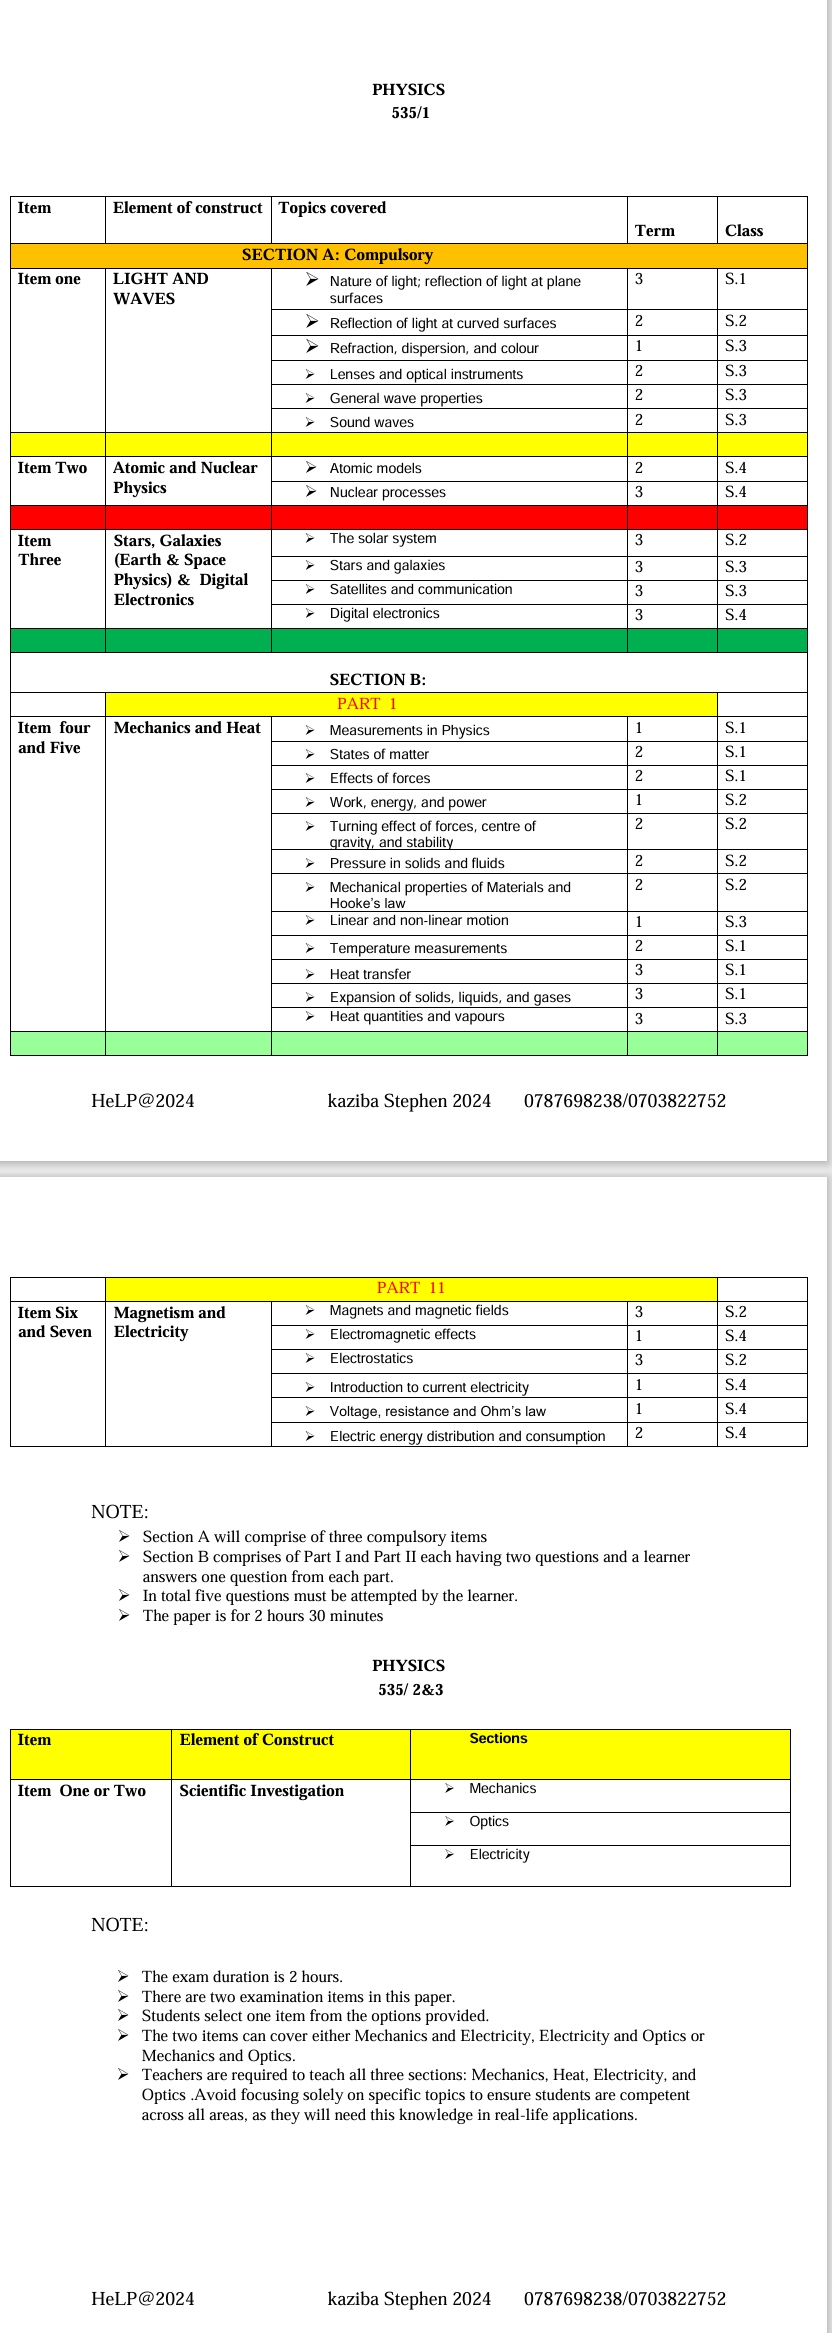 PHYSICS
535/1
Item Element of construct Topics covered Term Class
SECTION A: Compulsory
Item one LIGHT AND WAVES
➢ Nature of light; reflection of light at plane surfaces 3 S.1
➢ Reflection of light at curved surfaces 2 S.2
➢ Refraction, dispersion, and colour 1 S.3
➢ Lenses and optical instruments 2 S.3
➢ General wave properties 2 S.3
➢ Sound waves 2 S.3
Item Two Atomic and Nuclear Physics
➢ Atomic models 2 S.4
➢ Nuclear processes 3 S.4
Item Three Stars, Galaxies (Earth & Space Physics) & Digital Electronics
➢ The solar system 3 S.2
➢ Stars and galaxies 3 S.3
➢ Satellites and communication 3 S.3
➢ Digital electronics 3 S.4
SECTION B:
PART 1
Item four and Five Mechanics and Heat
➢ Measurements in Physics 1 S.1
➢ States of matter 2 S.1
➢ Effects of forces 2 S.1
➢ Work, energy, and power 1 S.2
➢ Turning effect of forces, centre of gravity, and stability 2 S.2
➢ Pressure in solids and fluids 2 S.2
➢ Mechanical properties of Materials and Hooke's law 2 S.2
➢ Linear and non-linear motion 1 S.3
➢ Temperature measurements 2 S.1
➢ Heat transfer 3 S.1
➢ Expansion of solids, liquids, and gases 3 S.1
➢ Heat quantities and vapours 3 S.3
HeLP@2024 kaziba Stephen 2024 0787698238/0703822752
PART 11
Item Six and Seven Magnetism and Electricity
➢ Magnets and magnetic fields 3 S.2
➢ Electromagnetic effects 1 S.4
➢ Electrostatics 3 S.2
➢ Introduction to current electricity 1 S.4
➢ Voltage, resistance and Ohm's law 1 S.4
➢ Electric energy distribution and consumption 2 S.4
NOTE:
➢ Section A will comprise of three compulsory items
➢ Section B comprises of Part I and Part II each having two questions and a learner
answers one question from each part.
➢ In total five questions must be attempted by the learner.
➢ The paper is for 2 hours 30 minutes
PHYSICS
535/ 2&3
Item Element of Construct Sections
Item One or Two Scientific Investigation
➢ Mechanics
➢ Optics
➢ Electricity
NOTE:
➢ The exam duration is 2 hours.
➢ There are two examination items in this paper.
➢ Students select one item from the options provided.
➢ The two items can cover either Mechanics and Electricity, Electricity and Optics or
Mechanics and Optics.
➢ Teachers are required to teach all three sections: Mechanics, Heat, Electricity, and
Optics .Avoid focusing solely on specific topics to ensure students are competent
across all areas, as they will need this knowledge in real-life applications.
HeLP@2024 kaziba Stephen 2024 0787698238/0703822752